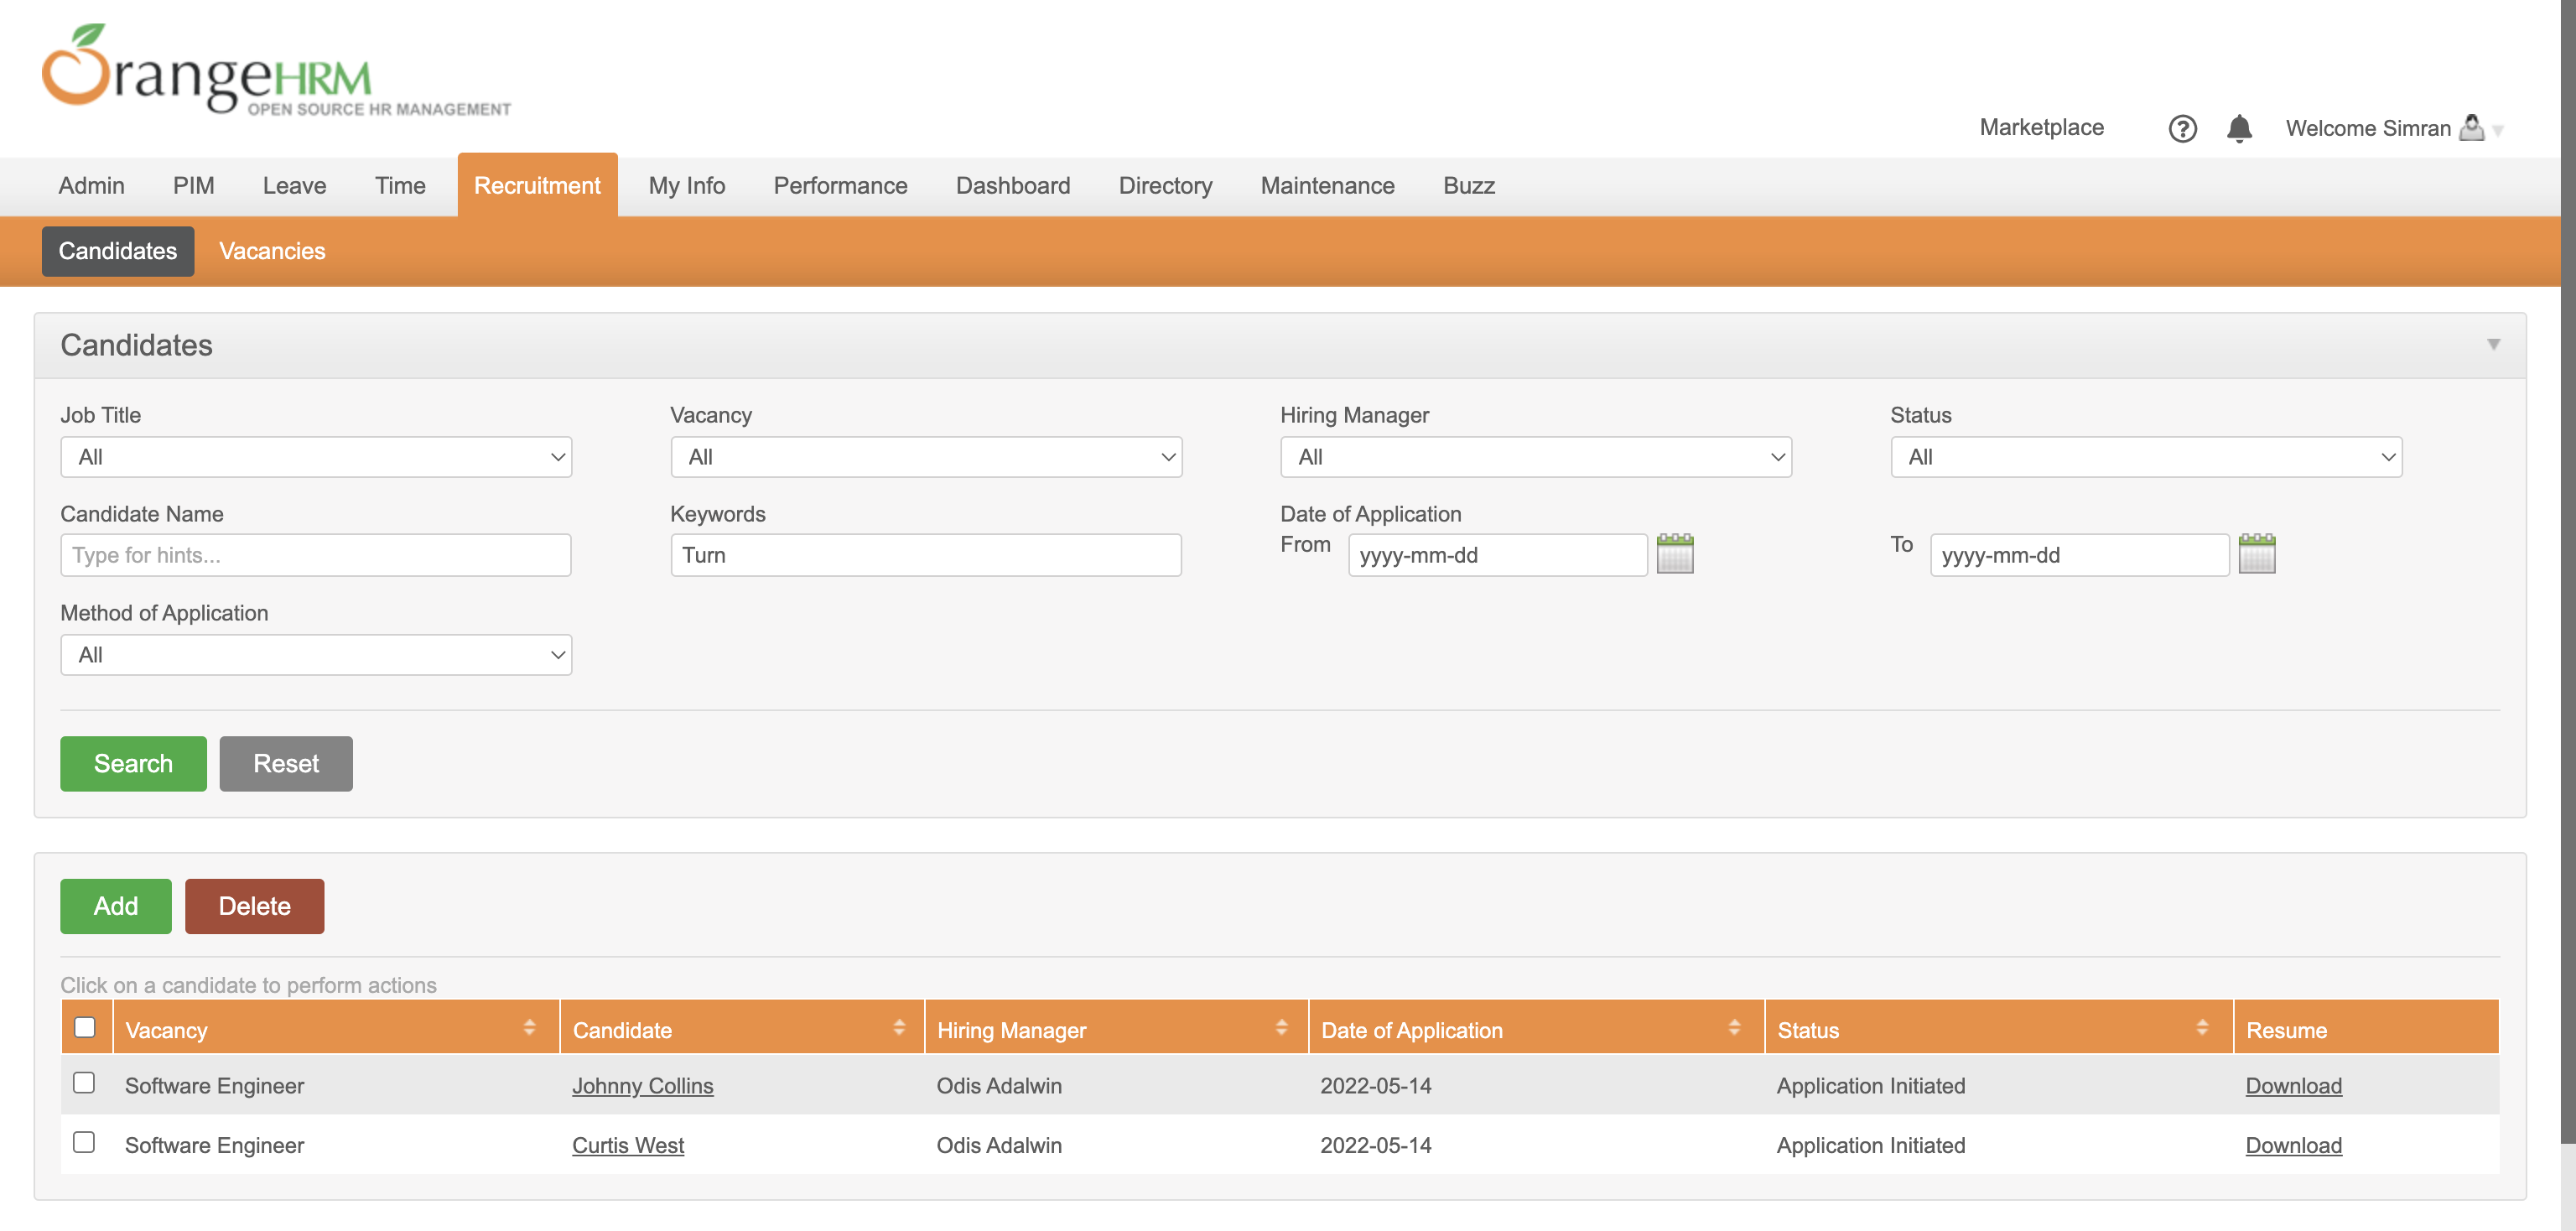 OrangeHRM
OPEN SOURCE HR MANAGEMENT
Marketplace ? Welcome Simran
Admin PIM Leave Time Recruitment My Info Performance Dashboard Directory Maintenance Buzz
Candidates Vacancies
Candidates
Job Title Vacancy Hiring Manager Status
All All All All
Candidate Name Keywords Date of Application
Type for hints... Turn From yyyy-mm-dd To yyyy-mm-dd
Method of Application
All
Search Reset
Add Delete
Click on a candidate to perform actions
Vacancy Candidate Hiring Manager Date of Application Status Resume
Software Engineer Johnny Collins Odis Adalwin 2022-05-14 Application Initiated Download
Software Engineer Curtis West Odis Adalwin 2022-05-14 Application Initiated Download